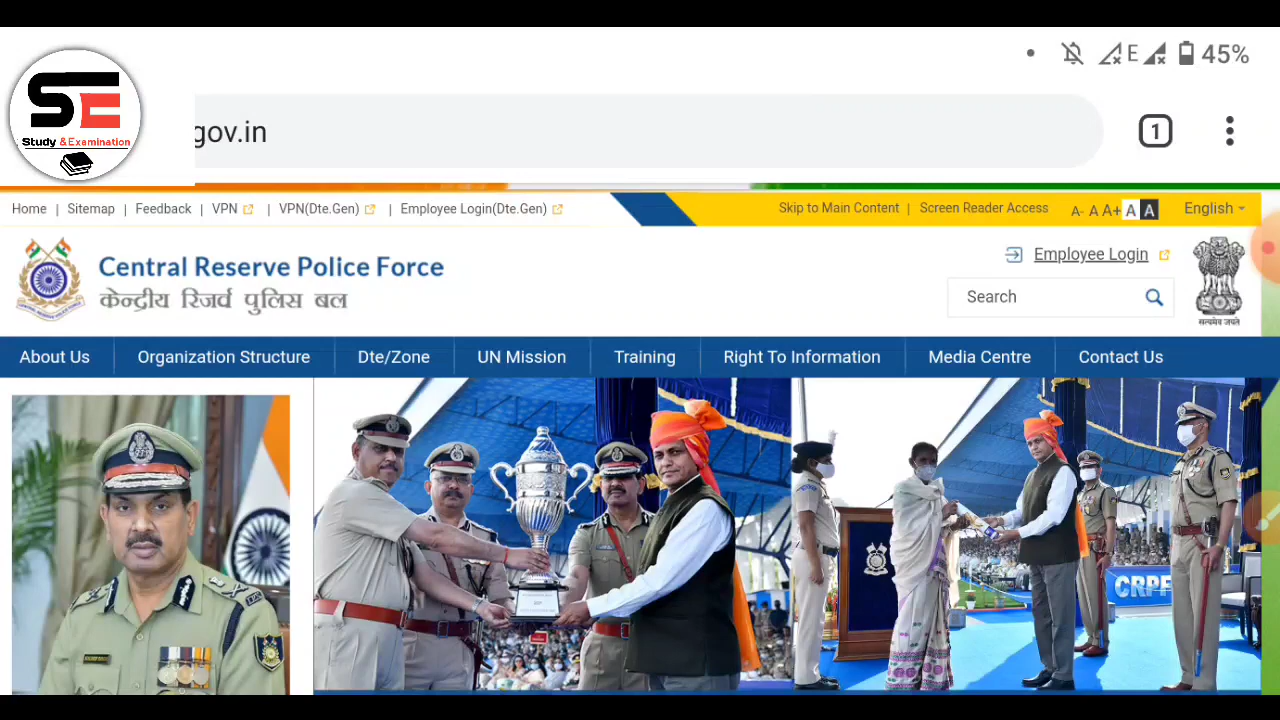 45%
E
SE
Study & Examination
gov.in
1
Home | Sitemap | Feedback | VPN | VPN(Dte.Gen) | Employee Login(Dte.Gen)
Skip to Main Content | Screen Reader Access A- A A+ A A English
Central Reserve Police Force
केन्द्रीय रिजर्व पुलिस बल
Employee Login
Search
सत्यमेव जयते
About Us Organization Structure Dte/Zone UN Mission Training Right To Information Media Centre Contact Us
CRPF